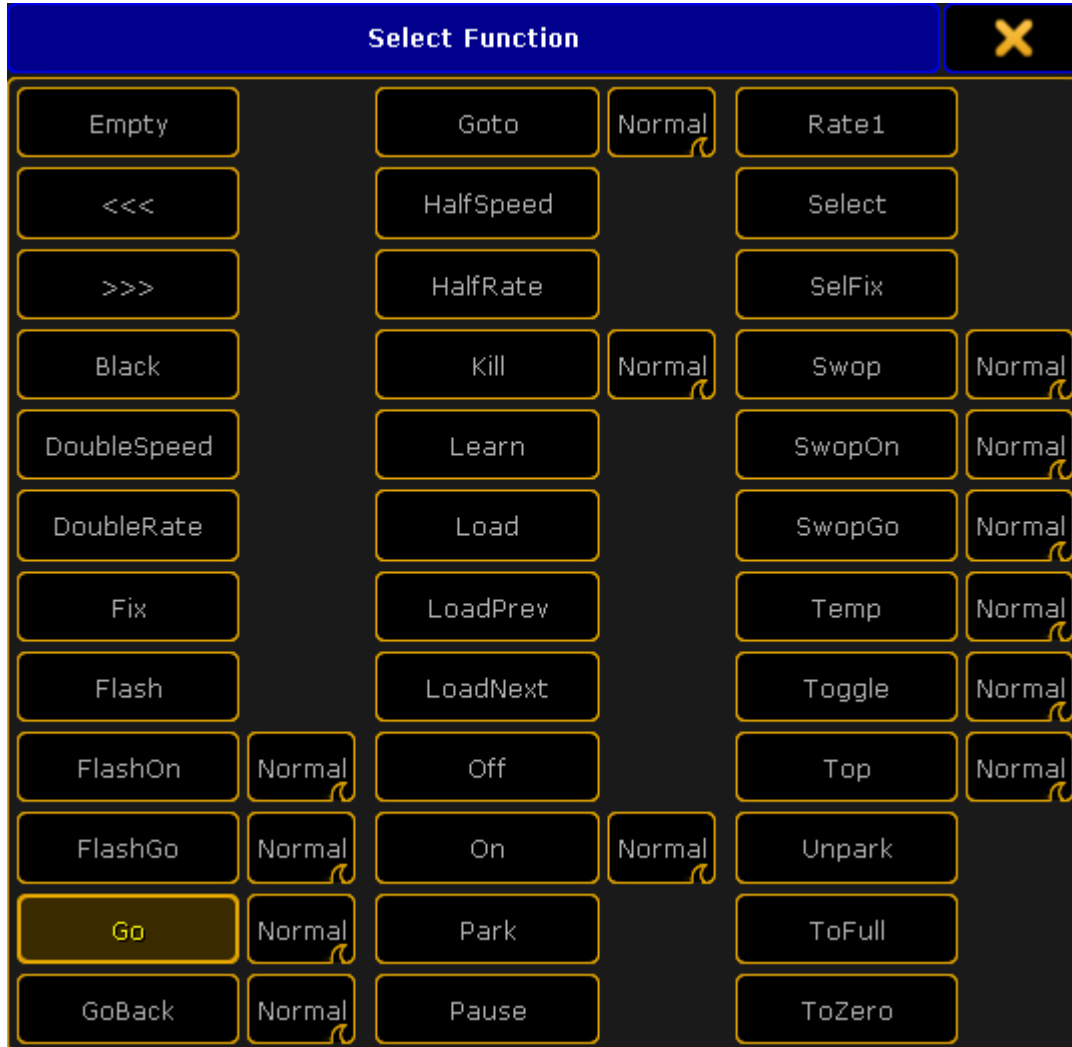 Select Function
Empty Goto Normal Rate1
<<< HalfSpeed Select
>>> HalfRate SelFix
Black Kill Normal Swop Normal
DoubleSpeed Learn SwopOn Normal
DoubleRate Load SwopGo Normal
Fix LoadPrev Temp Normal
Flash LoadNext Toggle Normal
FlashOn Normal Off Top Normal
FlashGo Normal On Normal Unpark
Go Normal Park ToFull
GoBack Normal Pause ToZero